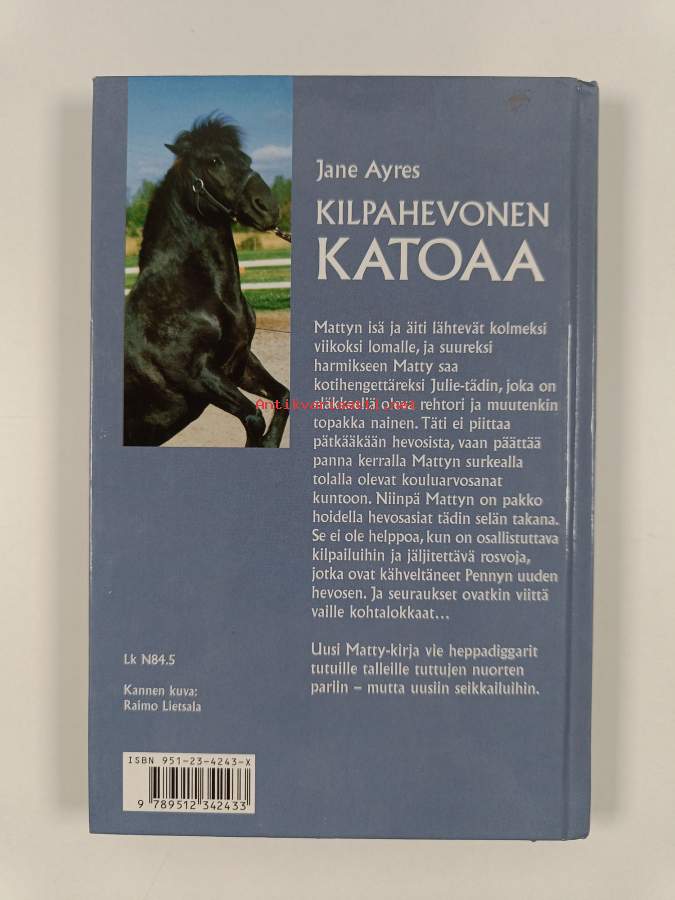 Jane Ayres
KILPAHEVONEN
KATOAA
Mattyn isä ja äiti lähtevät kolmeksi
viikoksi lomalle, ja suureksi
harmikseen Matty saa
kotihengettäreksi Julie-tädin, joka on
eläkkeellä oleva rehtori ja muutenkin
topakka nainen. Täti ei piittaa
pätkääkään hevosista, vaan päättää
panna kerralla Mattyn surkealla
tolalla olevat kouluarvosanat
kuntoon. Niinpä Mattyn on pakko
hoidella hevosasiat tädin selän takana.
Se ei ole helppoa, kun on osallistuttava
kilpailuihin ja jäljitettävä rosvoja,
jotka ovat kähveltäneet Pennyn uuden
hevosen. Ja seuraukset ovatkin viittä
vaille kohtalokkaat...
Uusi Matty-kirja vie heppadiggarit
tutuille talleille tuttujen nuorten
pariin – mutta uusiin seikkailuihin.
Lk N84.5
Kannen kuva:
Raimo Lietsala
ISBN 951-23-4243-X
9 789512 342433